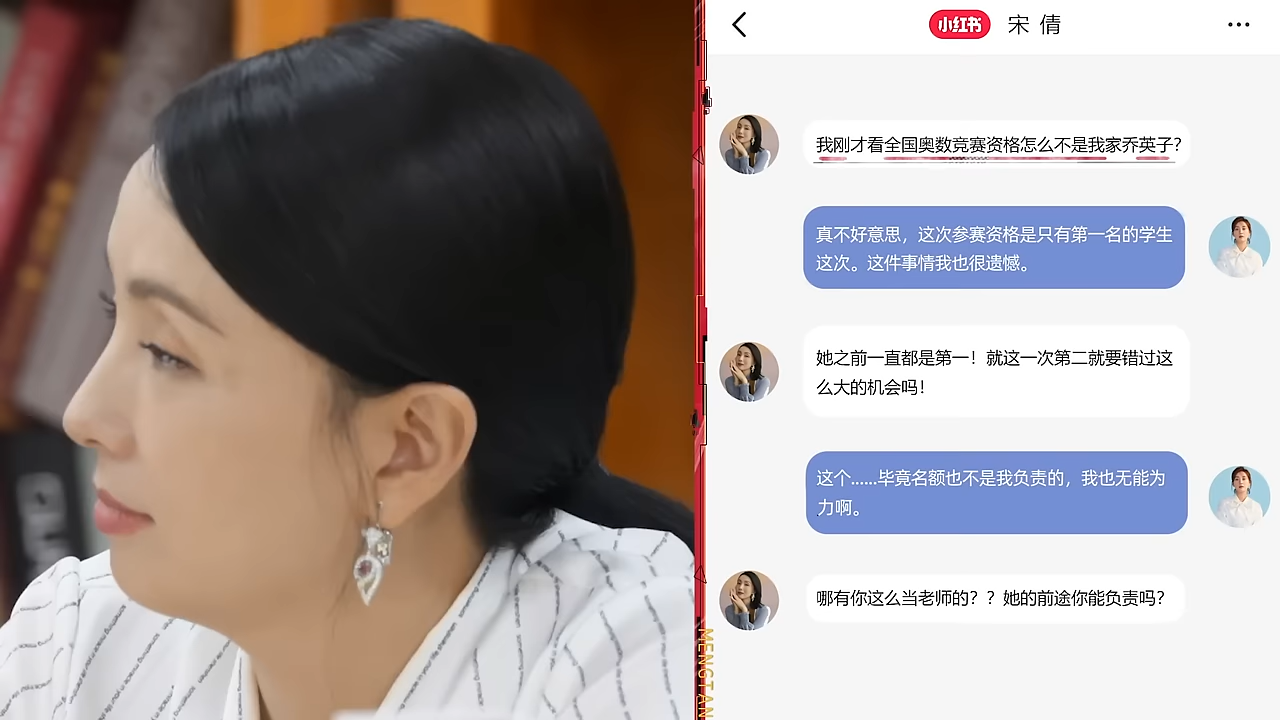 小红书 宋 倩
我刚才看全国奥数竞赛资格怎么不是我家乔英子?
真不好意思，这次参赛资格是只有第一名的学生
这次。这件事情我也很遗憾。
她之前一直都是第一！就这一次第二就要错过这
么大的机会吗！
这个......毕竟名额也不是我负责的，我也无能为
力啊。
哪有你这么当老师的？？她的前途你能负责吗？
MENGTAN